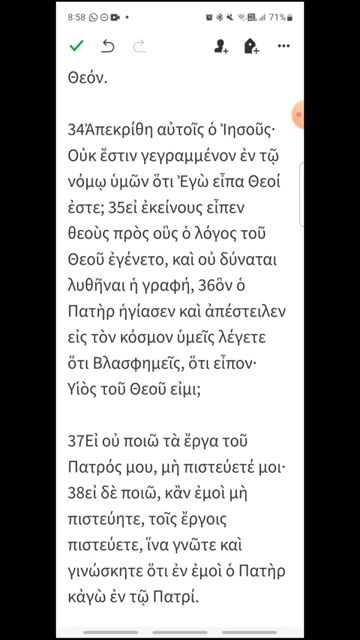 8:58
71%
Θεόν.
34Ἀπεκρίθη αὐτοῖς ὁ Ἰησοῦς·
Οὐκ ἔστιν γεγραμμένον ἐν τῷ
νόμῳ ὑμῶν ὅτι Ἐγὼ εἶπα Θεοί
ἐστε; 35εἰ ἐκείνους εἶπεν
θεοὺς πρὸς οὓς ὁ λόγος τοῦ
Θεοῦ ἐγένετο, καὶ οὐ δύναται
λυθῆναι ἡ γραφή, 36ὃν ὁ
Πατὴρ ἡγίασεν καὶ ἀπέστειλεν
εἰς τὸν κόσμον ὑμεῖς λέγετε
ὅτι Βλασφημεῖς, ὅτι εἶπον·
Υἱὸς τοῦ Θεοῦ εἰμι;
37Εἰ οὐ ποιῶ τὰ ἔργα τοῦ
Πατρός μου, μὴ πιστεύετέ μοι·
38εἰ δὲ ποιῶ, κἂν ἐμοὶ μὴ
πιστεύητε, τοῖς ἔργοις
πιστεύετε, ἵνα γνῶτε καὶ
γινώσκητε ὅτι ἐν ἐμοὶ ὁ Πατὴρ
κἀγὼ ἐν τῷ Πατρί.